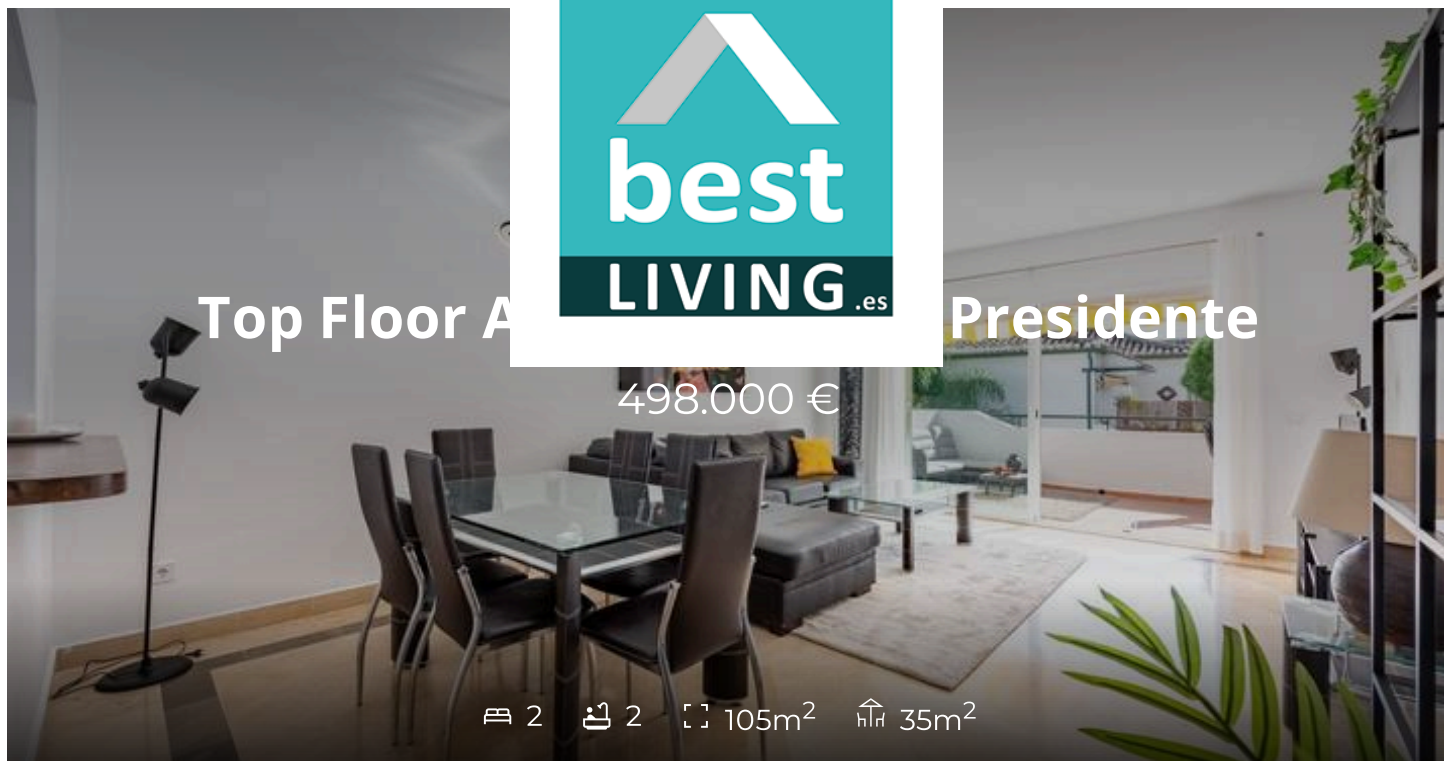 best
LIVING.es
Top Floor A Presidente
498.000 €
2 2 105m² 35m²